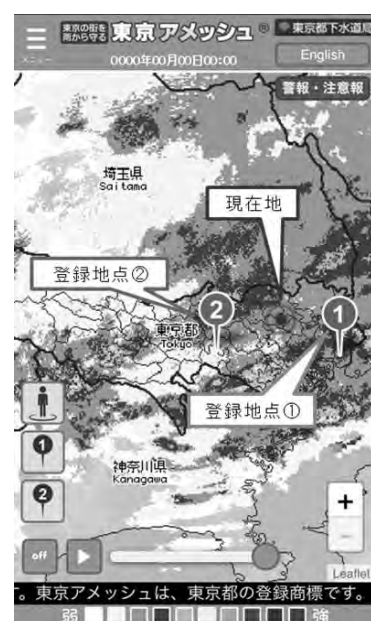 メニュー
東京の街を
雨から守る
東京アメッシュ®
東京都下水道局
0000年00月00日00:00
English
警報・注意報
埼玉県
Saitama
現在地
登録地点②
2
1
東京都
Tokyo
登録地点①
1
2
神奈川県
Kanagawa
+
−
off
Leaflet
す。東京アメッシュは、東京都の登録商標です。
弱
強